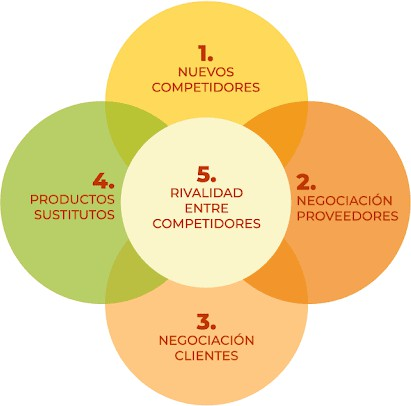 1.
NUEVOS
COMPETIDORES
2.
NEGOCIACIÓN
PROVEEDORES
3.
NEGOCIACIÓN
CLIENTES
4.
PRODUCTOS
SUSTITUTOS
5.
RIVALIDAD
ENTRE
COMPETIDORES